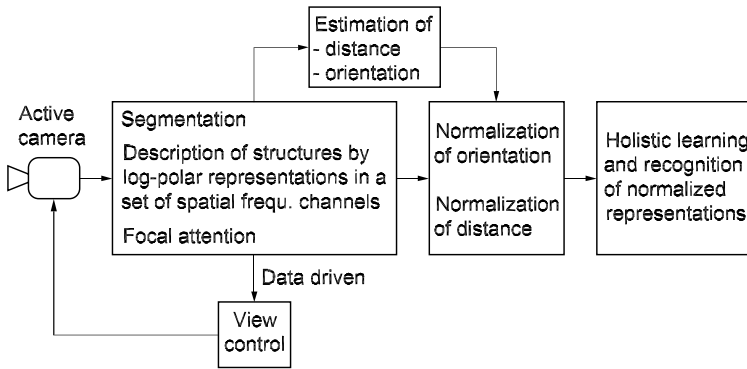 Estimation of
- distance
- orientation
Active
camera
Segmentation
Description of structures by
log-polar representations in a
set of spatial frequ. channels
Focal attention
Normalization
of orientation
Normalization
of distance
Holistic learning
and recognition
of normalized
representations
Data driven
View
control